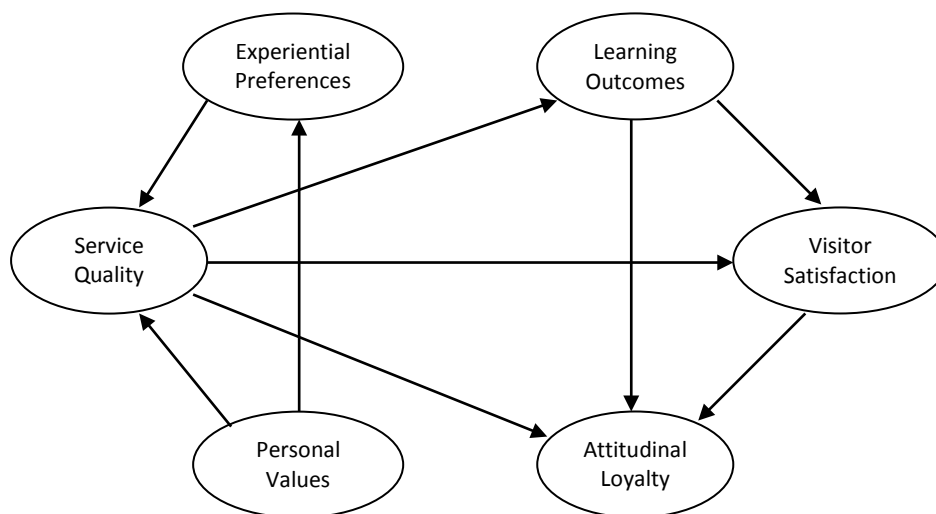 Experiential
Preferences
Learning
Outcomes
Service
Quality
Visitor
Satisfaction
Personal
Values
Attitudinal
Loyalty